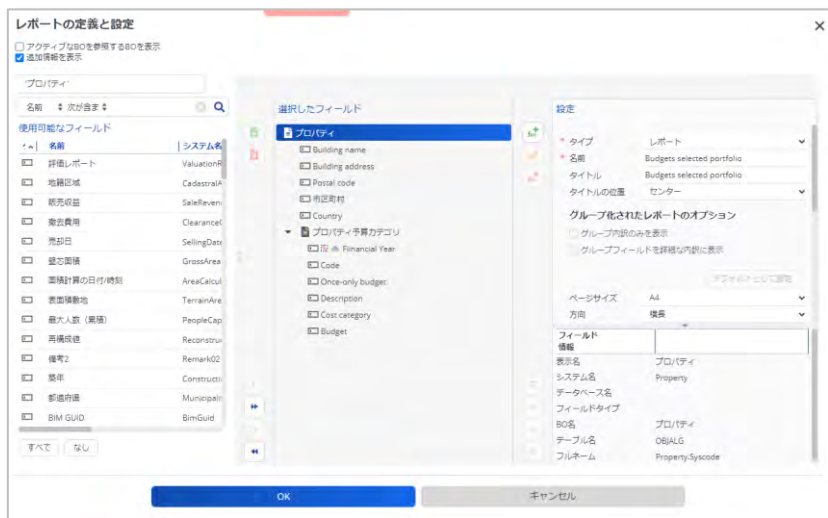 レポートの定義と設定
アクティブなBOを参照するBOを表示
追加情報を表示
'プロパティ'
名前 次が含ま
使用可能なフィールド
名前 システム名
評価レポート ValuationR
地籍区域 CadastralA
販売収益 SaleReven
撤去費用 Clearance
売却日 SellingDate
壁芯面積 GrossArea
面積計算の日付/時刻 AreaCalcul
表面積敷地 TerrainAre
最大人数（累積） PeopleCap
再構成値 Reconstru
備考2 Remark02
築年 Constructi
都道府県 Municipali
BIM GUID BimGuid
すべて なし
選択したフィールド
プロパティ
Building name
Building address
Postal code
市区町村
Country
プロパティ予算カテゴリ
Fiinancial Year
Code
Once-only budget
Description
Cost category
Budget
設定
* タイプ レポート
* 名前 Budgets selected portfolio
タイトル Budgets selected portfolio
タイトルの位置 センター
グループ化されたレポートのオプション
グループ内訳のみを表示
グループフィールドを詳細な内訳に表示
デフォルトとして設定
ページサイズ A4
方向 横長
フィールド
情報
表示名 プロパティ
システム名 Property
データベース名
フィールドタイプ
BO名 プロパティ
テーブル名 OBJALG
フルネーム Property.Syscode
OK キャンセル